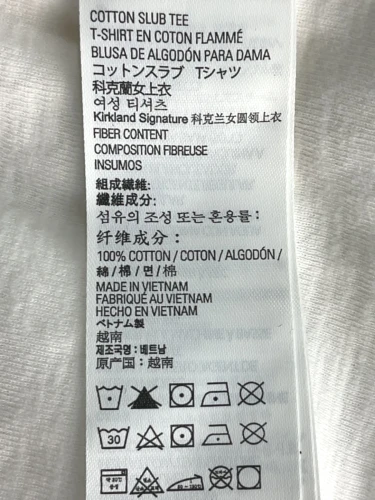 COTTON SLUB TEE
T-SHIRT EN COTON FLAMMÉ
BLUSA DE ALGODÓN PARA DAMA
コットンスラブ Tシャツ
科克蘭女上衣
여성 티셔츠
Kirkland Signature 科克兰女圆领上衣
FIBER CONTENT
COMPOSITION FIBREUSE
INSUMOS
組成繊維:
纖維成分:
섬유의 조성 또는 혼용률 :
纤维成分 :
100% COTTON / COTON / ALGODÓN /
綿 / 棉 / 면 / 棉
MADE IN VIETNAM
FABRIQUÉ AU VIETNAM
HECHO EN VIETNAM
ベトナム製
越南
제조국명 : 베트남
原产国 : 越南
30